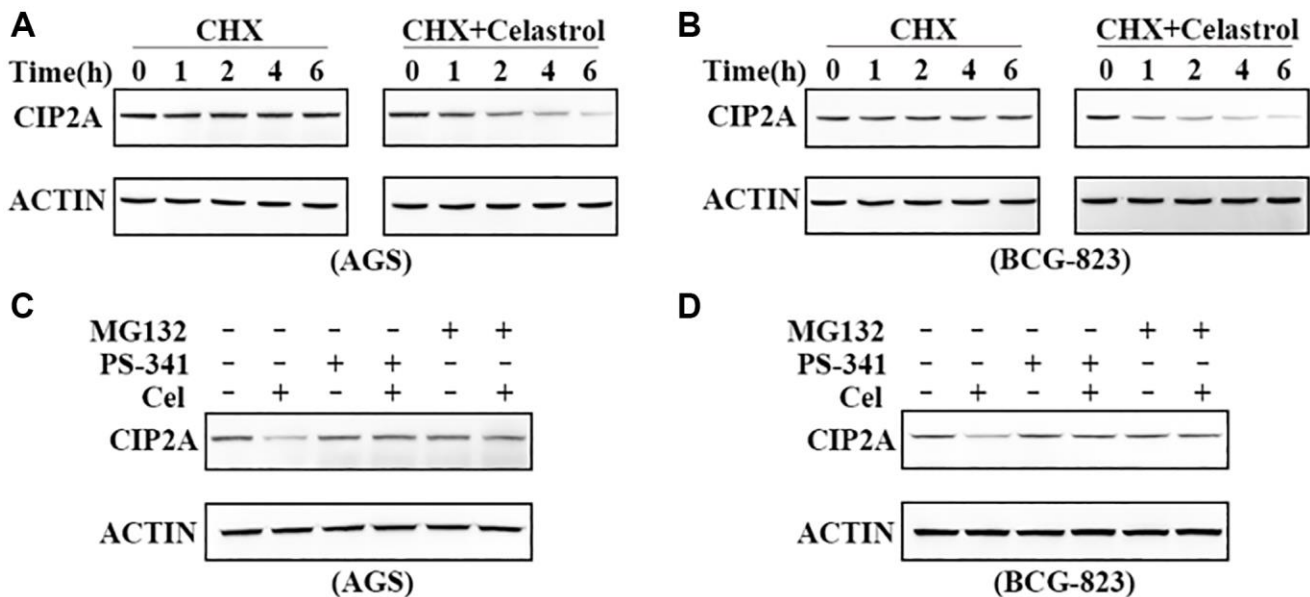 A
CHX CHX+Celastrol
Time(h) 0 1 2 4 6 0 1 2 4 6
CIP2A
ACTIN
(AGS)
B
CHX CHX+Celastrol
Time(h) 0 1 2 4 6 0 1 2 4 6
CIP2A
ACTIN
(BCG-823)
C
MG132 - - - - + +
PS-341 - - + + - -
Cel - + - + - +
CIP2A
ACTIN
(AGS)
D
MG132 - - - - + +
PS-341 - - + + - -
Cel - + - + - +
CIP2A
ACTIN
(BCG-823)